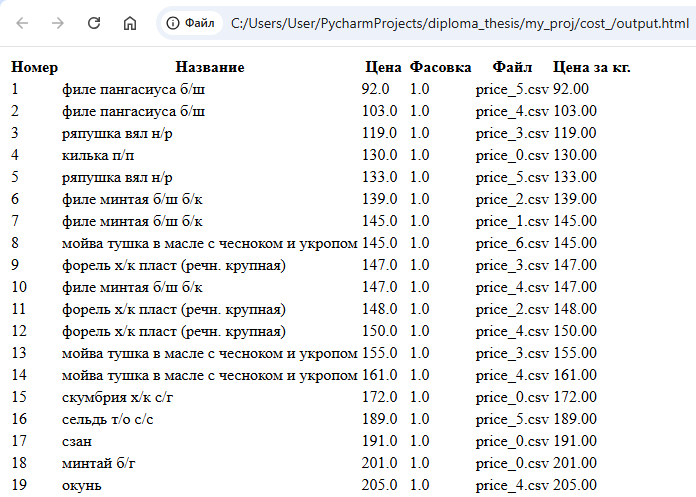 Файл C:/Users/User/PycharmProjects/diploma_thesis/my_proj/cost_/output.html
Номер Название Цена Фасовка Файл Цена за кг.
1 филе пангасиуса б/ш 92.0 1.0 price_5.csv 92.00
2 филе пангасиуса б/ш 103.0 1.0 price_4.csv 103.00
3 ряпушка вял н/р 119.0 1.0 price_3.csv 119.00
4 килька п/п 130.0 1.0 price_0.csv 130.00
5 ряпушка вял н/р 133.0 1.0 price_5.csv 133.00
6 филе минтая б/ш б/к 139.0 1.0 price_2.csv 139.00
7 филе минтая б/ш б/к 145.0 1.0 price_1.csv 145.00
8 мойва тушка в масле с чесноком и укропом 145.0 1.0 price_6.csv 145.00
9 форель х/к пласт (речн. крупная) 147.0 1.0 price_3.csv 147.00
10 филе минтая б/ш б/к 147.0 1.0 price_4.csv 147.00
11 форель х/к пласт (речн. крупная) 148.0 1.0 price_2.csv 148.00
12 форель х/к пласт (речн. крупная) 150.0 1.0 price_4.csv 150.00
13 мойва тушка в масле с чесноком и укропом 155.0 1.0 price_3.csv 155.00
14 мойва тушка в масле с чесноком и укропом 161.0 1.0 price_4.csv 161.00
15 скумбрия х/к с/г 172.0 1.0 price_0.csv 172.00
16 сельдь т/о с/с 189.0 1.0 price_5.csv 189.00
17 сзан 191.0 1.0 price_0.csv 191.00
18 минтай б/г 201.0 1.0 price_0.csv 201.00
19 окунь 205.0 1.0 price_4.csv 205.00